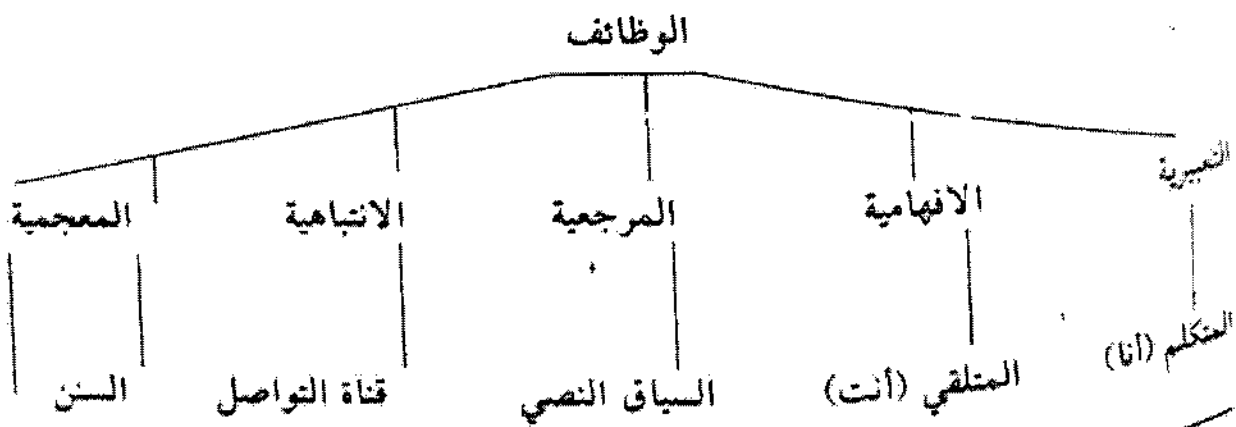 الوظائف
التعبيرية الافهامية المرجعية الانتباهية المعجمية
المتكلم (أنا) المتلقي (أنت) السياق النصي قناة التواصل السنن